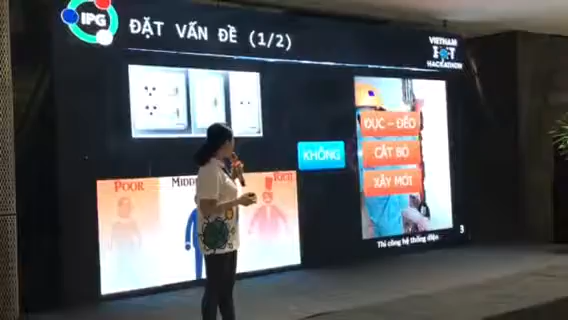 IPG
ĐẶT VẤN ĐỀ (1/2)
VIETNAM
IoT
HACKATHON
KHÔNG
ĐỤC – ĐẼO
CẮT BỎ
XÂY MỚI
POOR
RICH
Thi công hệ thống điện
3